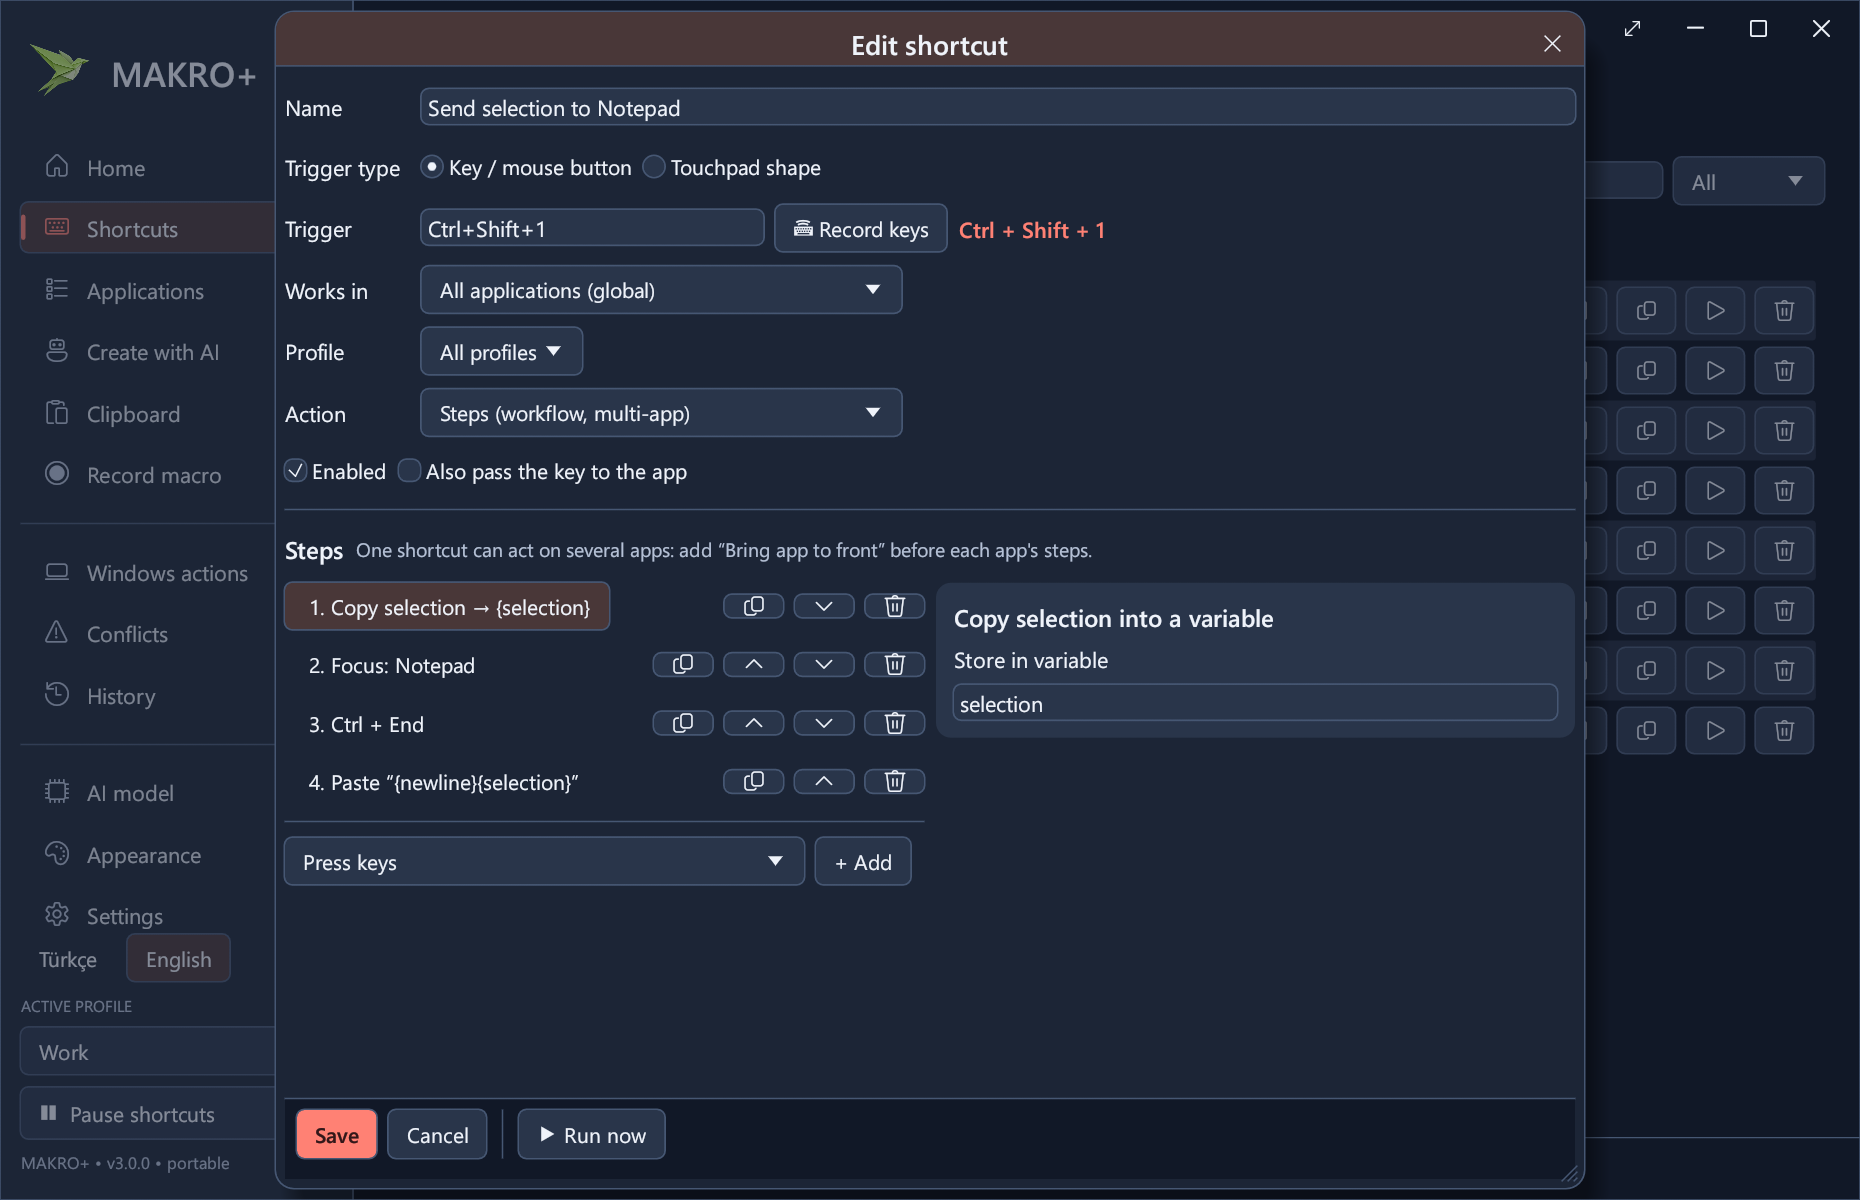 MAKRO+
Home
Shortcuts
Applications
Create with AI
Clipboard
Record macro
Windows actions
Conflicts
History
AI model
Appearance
Settings
Türkçe English
ACTIVE PROFILE
Work
Pause shortcuts
MAKRO+ • v3.0.0 • portable
Edit shortcut
Name Send selection to Notepad
Trigger type Key / mouse button Touchpad shape
Trigger Ctrl+Shift+1 Record keys Ctrl + Shift + 1
Works in All applications (global)
Profile All profiles
Action Steps (workflow, multi-app)
Enabled Also pass the key to the app
Steps One shortcut can act on several apps: add “Bring app to front” before each app's steps.
1. Copy selection → {selection}
2. Focus: Notepad
3. Ctrl + End
4. Paste “{newline}{selection}”
Press keys + Add
Copy selection into a variable
Store in variable
selection
Save Cancel Run now
All